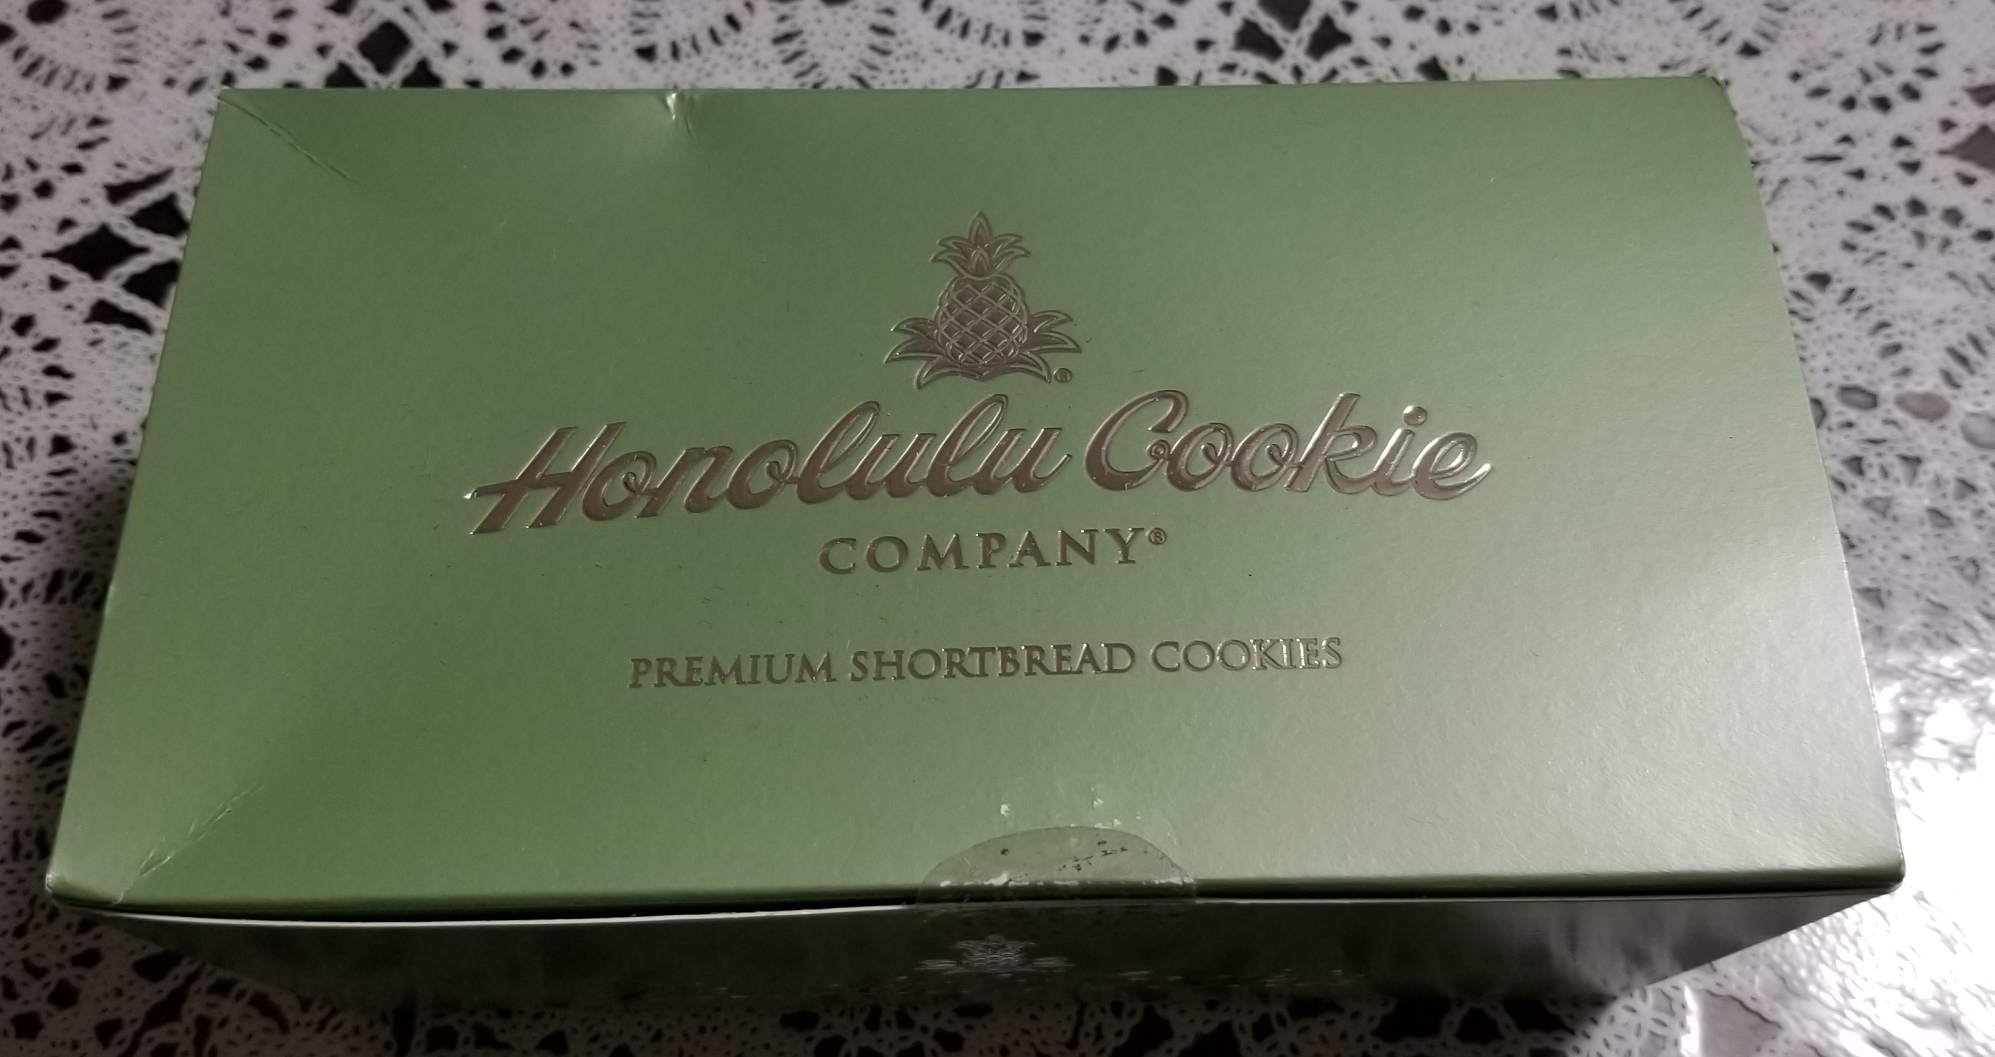 Honolulu Cookie
COMPANY®
PREMIUM SHORTBREAD COOKIES